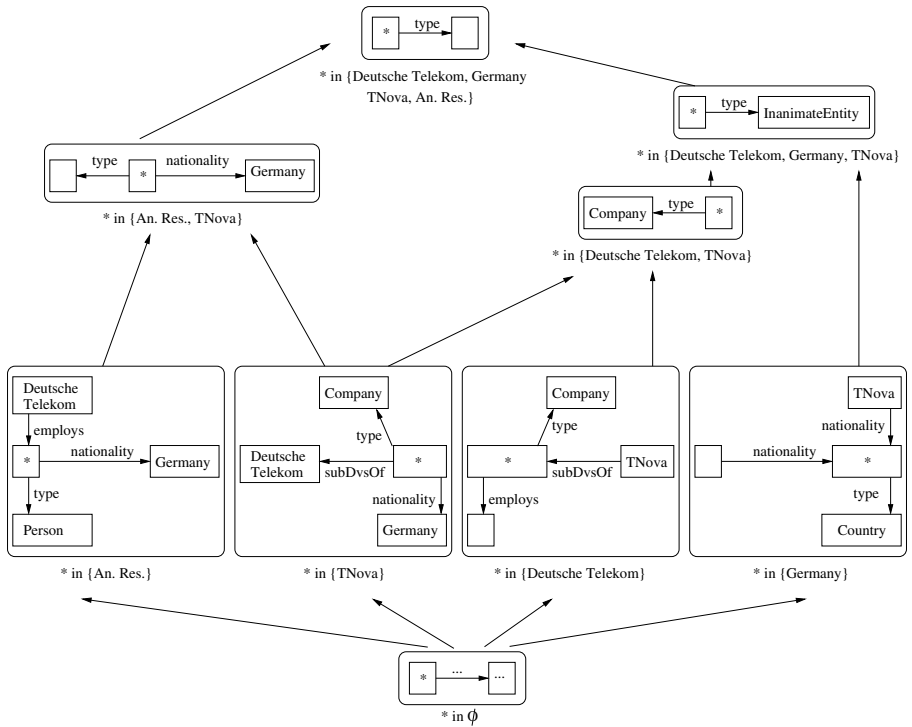 * type
* in {Deutsche Telekom, Germany
TNova, An. Res.}
* type InanimateEntity
* in {Deutsche Telekom, Germany, TNova}
type * nationality Germany
* in {An. Res., TNova}
Company type *
* in {Deutsche Telekom, TNova}
Deutsche
Telekom
employs
* nationality Germany
type
Person
* in {An. Res.}
Company
type
Deutsche
Telekom
subDvsOf *
nationality
Germany
* in {TNova}
Company
type
* subDvsOf TNova
employs
* in {Deutsche Telekom}
TNova
nationality
nationality *
type
Country
* in {Germany}
* ... ...
* in ϕ